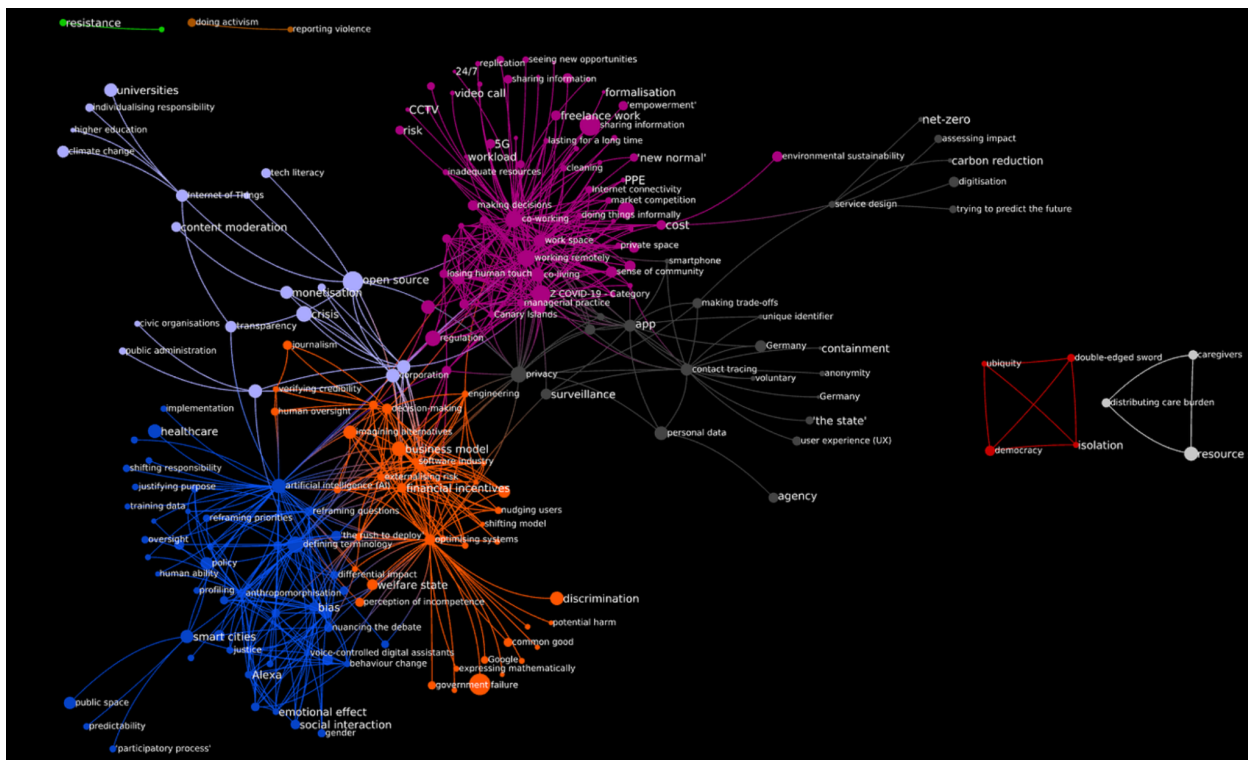 resistance
doing activism
reporting violence
universities
individualising responsibility
higher education
climate change
Internet of Things
tech literacy
content moderation
open source
monetisation
crisis
civic organisations
transparency
public administration
corporation
24/7
replication
seeing new opportunities
sharing information
video call
formalisation
CCTV
'empowerment'
freelance work
sharing information
risk
5G
lasting for a long time
workload
'new normal'
cleaning
inadequate resources
PPE
Internet connectivity
market competition
making decisions
doing things informally
co-working
cost
work space
private space
working remotely
losing human touch
co-living
sense of community
Z COVID-19 - Category
managerial practice
Canary Islands
regulation
environmental sustainability
net-zero
assessing impact
carbon reduction
digitisation
service design
trying to predict the future
smartphone
making trade-offs
unique identifier
app
Germany
containment
contact tracing
anonymity
voluntary
privacy
Germany
surveillance
'the state'
personal data
user experience (UX)
agency
ubiquity
double-edged sword
democracy
isolation
caregivers
distributing care burden
resource
journalism
verifying credibility
engineering
human oversight
decision-making
imagining alternatives
business model
software industry
externalising risk
financial incentives
nudging users
shifting model
optimising systems
welfare state
perception of incompetence
discrimination
potential harm
common good
Google
expressing mathematically
government failure
implementation
healthcare
shifting responsibility
artificial intelligence (AI)
justifying purpose
training data
reframing questions
reframing priorities
the rush to deploy
oversight
defining terminology
policy
human ability
differential impact
profiling
anthropomorphisation
bias
nuancing the debate
smart cities
justice
voice-controlled digital assistants
behaviour change
Alexa
public space
emotional effect
social interaction
predictability
gender
'participatory process'